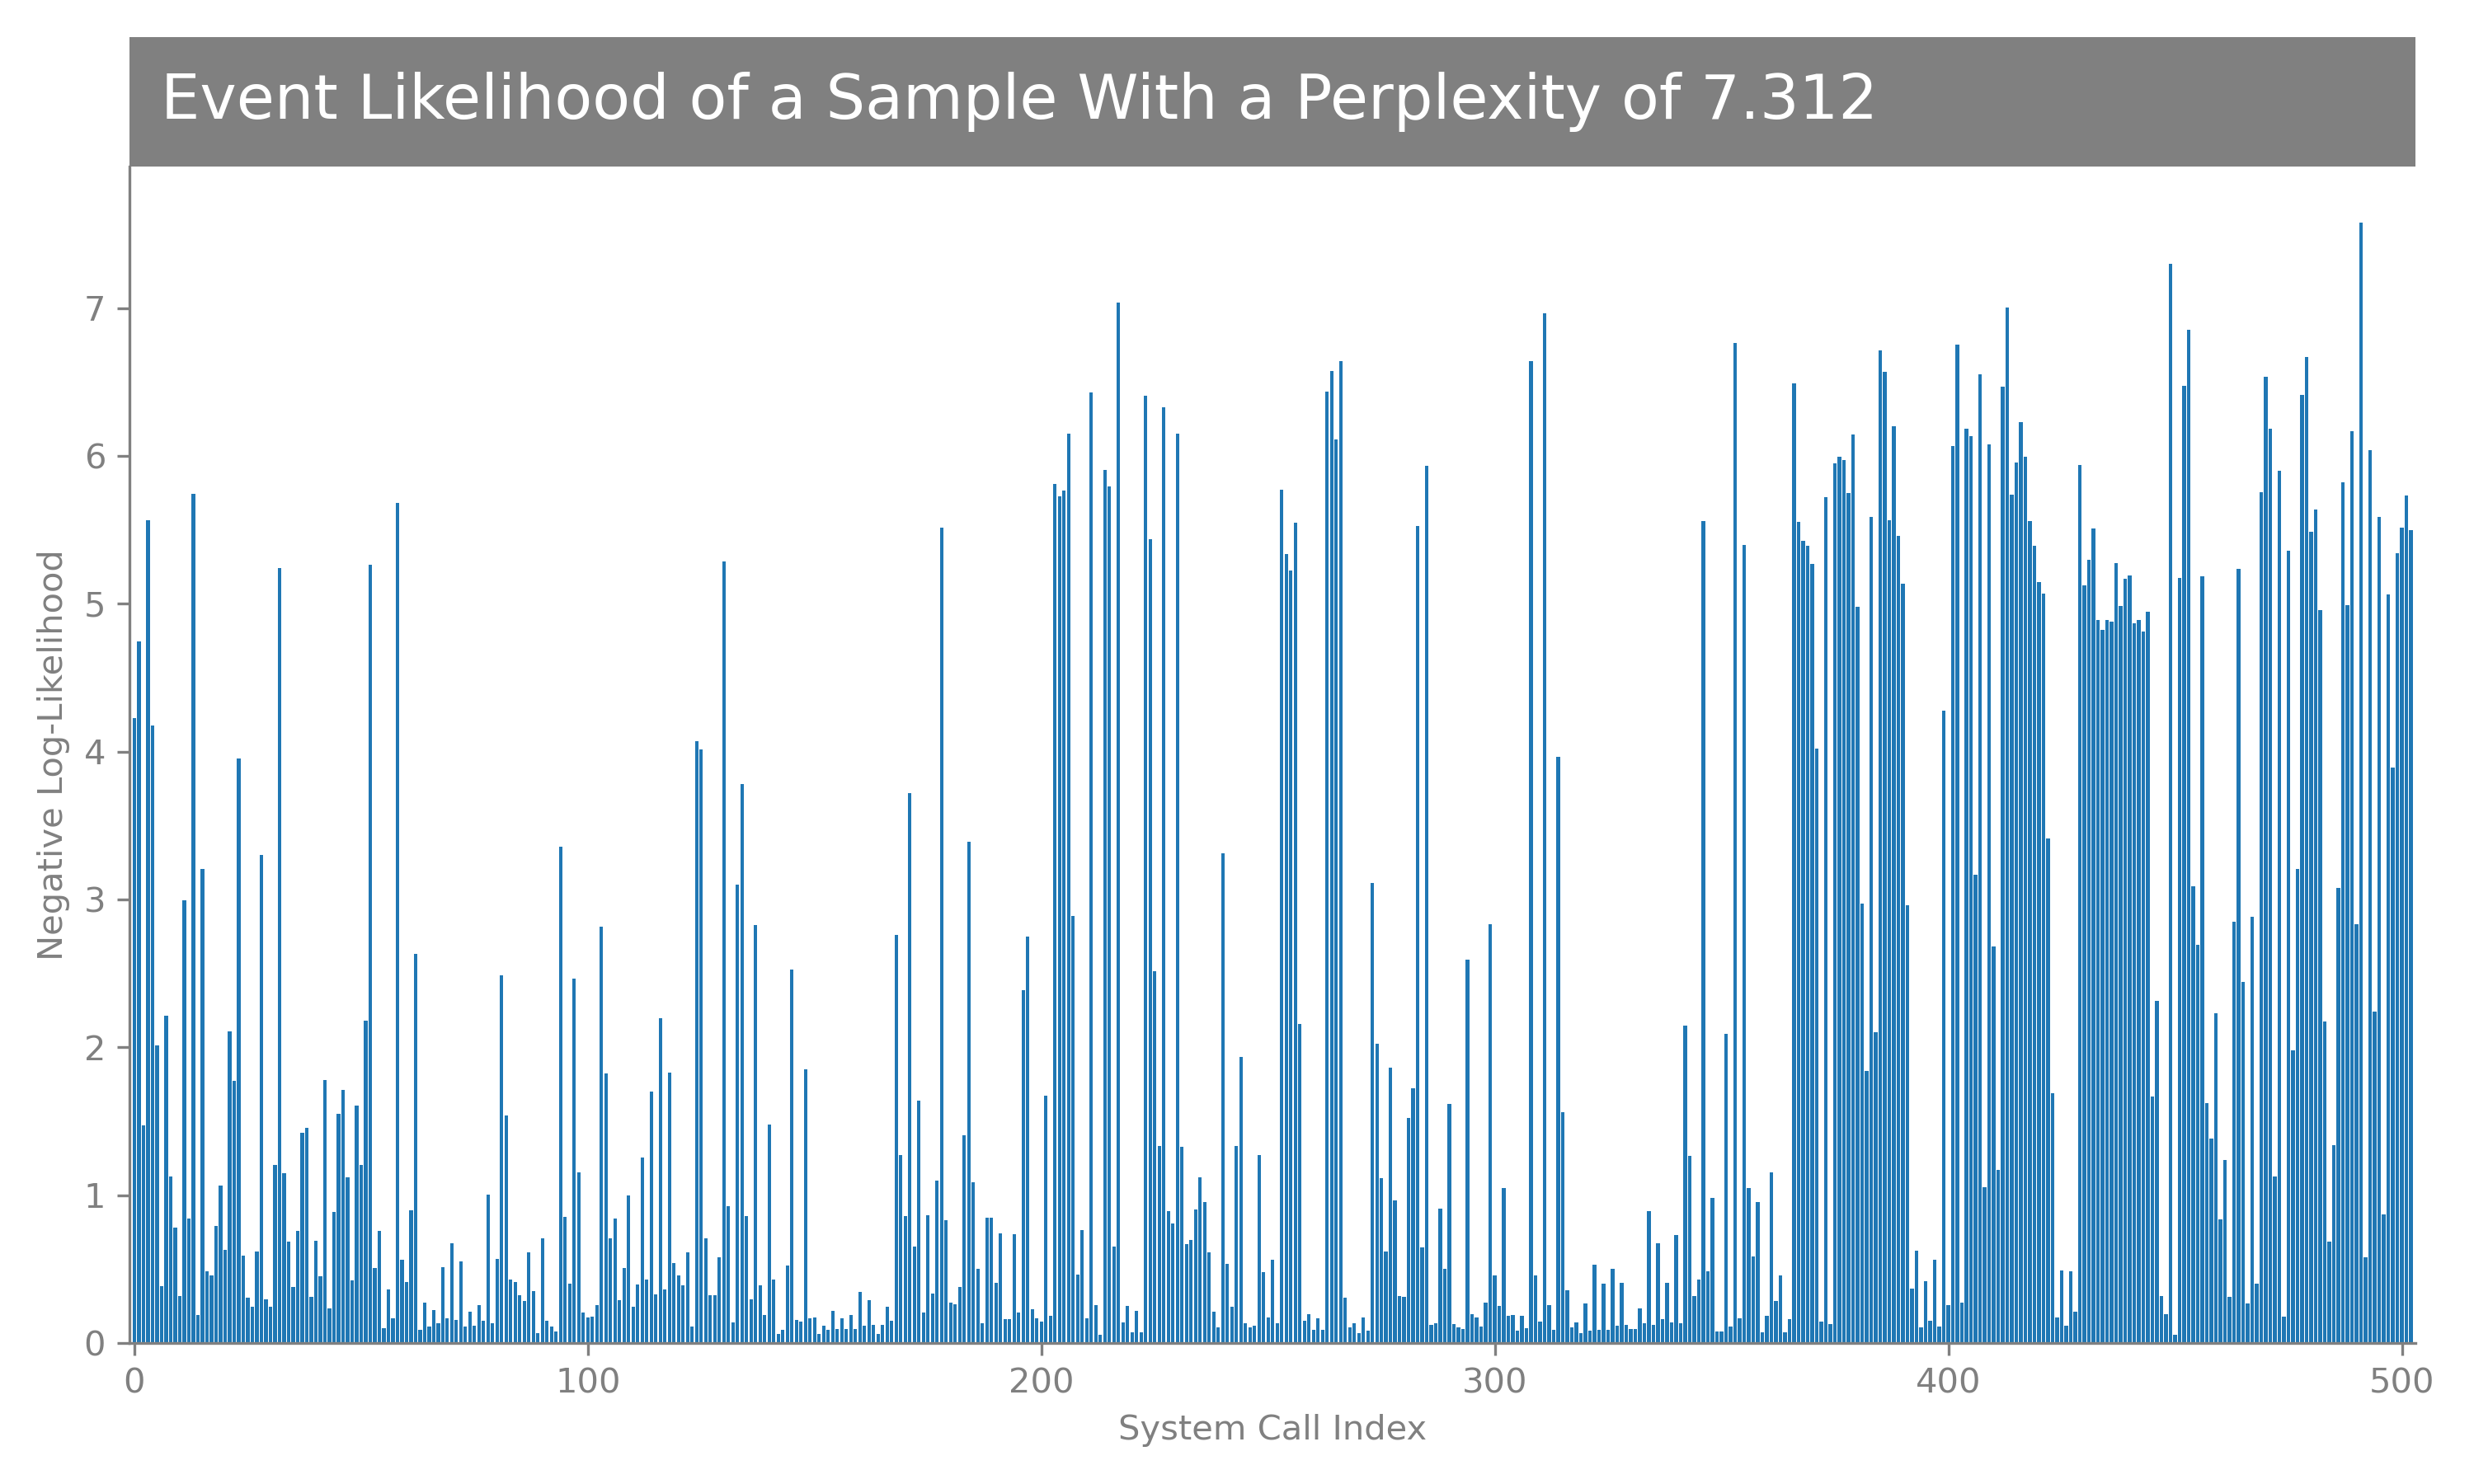 Event Likelihood of a Sample With a Perplexity of 7.312
Negative Log-Likelihood
7
6
5
4
3
2
1
0
0 100 200 300 400 500
System Call Index